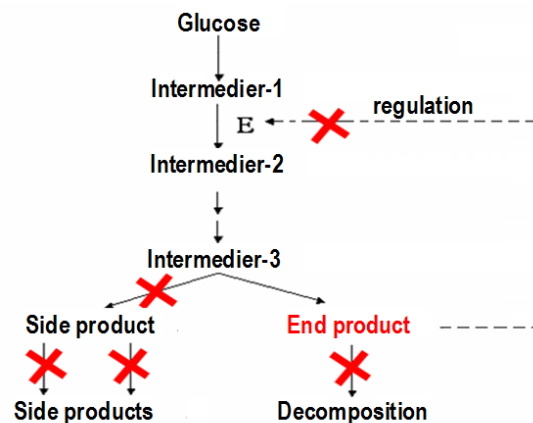 Glucose
Intermedier-1
regulation
E
Intermedier-2
Intermedier-3
Side product
End product
Side products
Decomposition